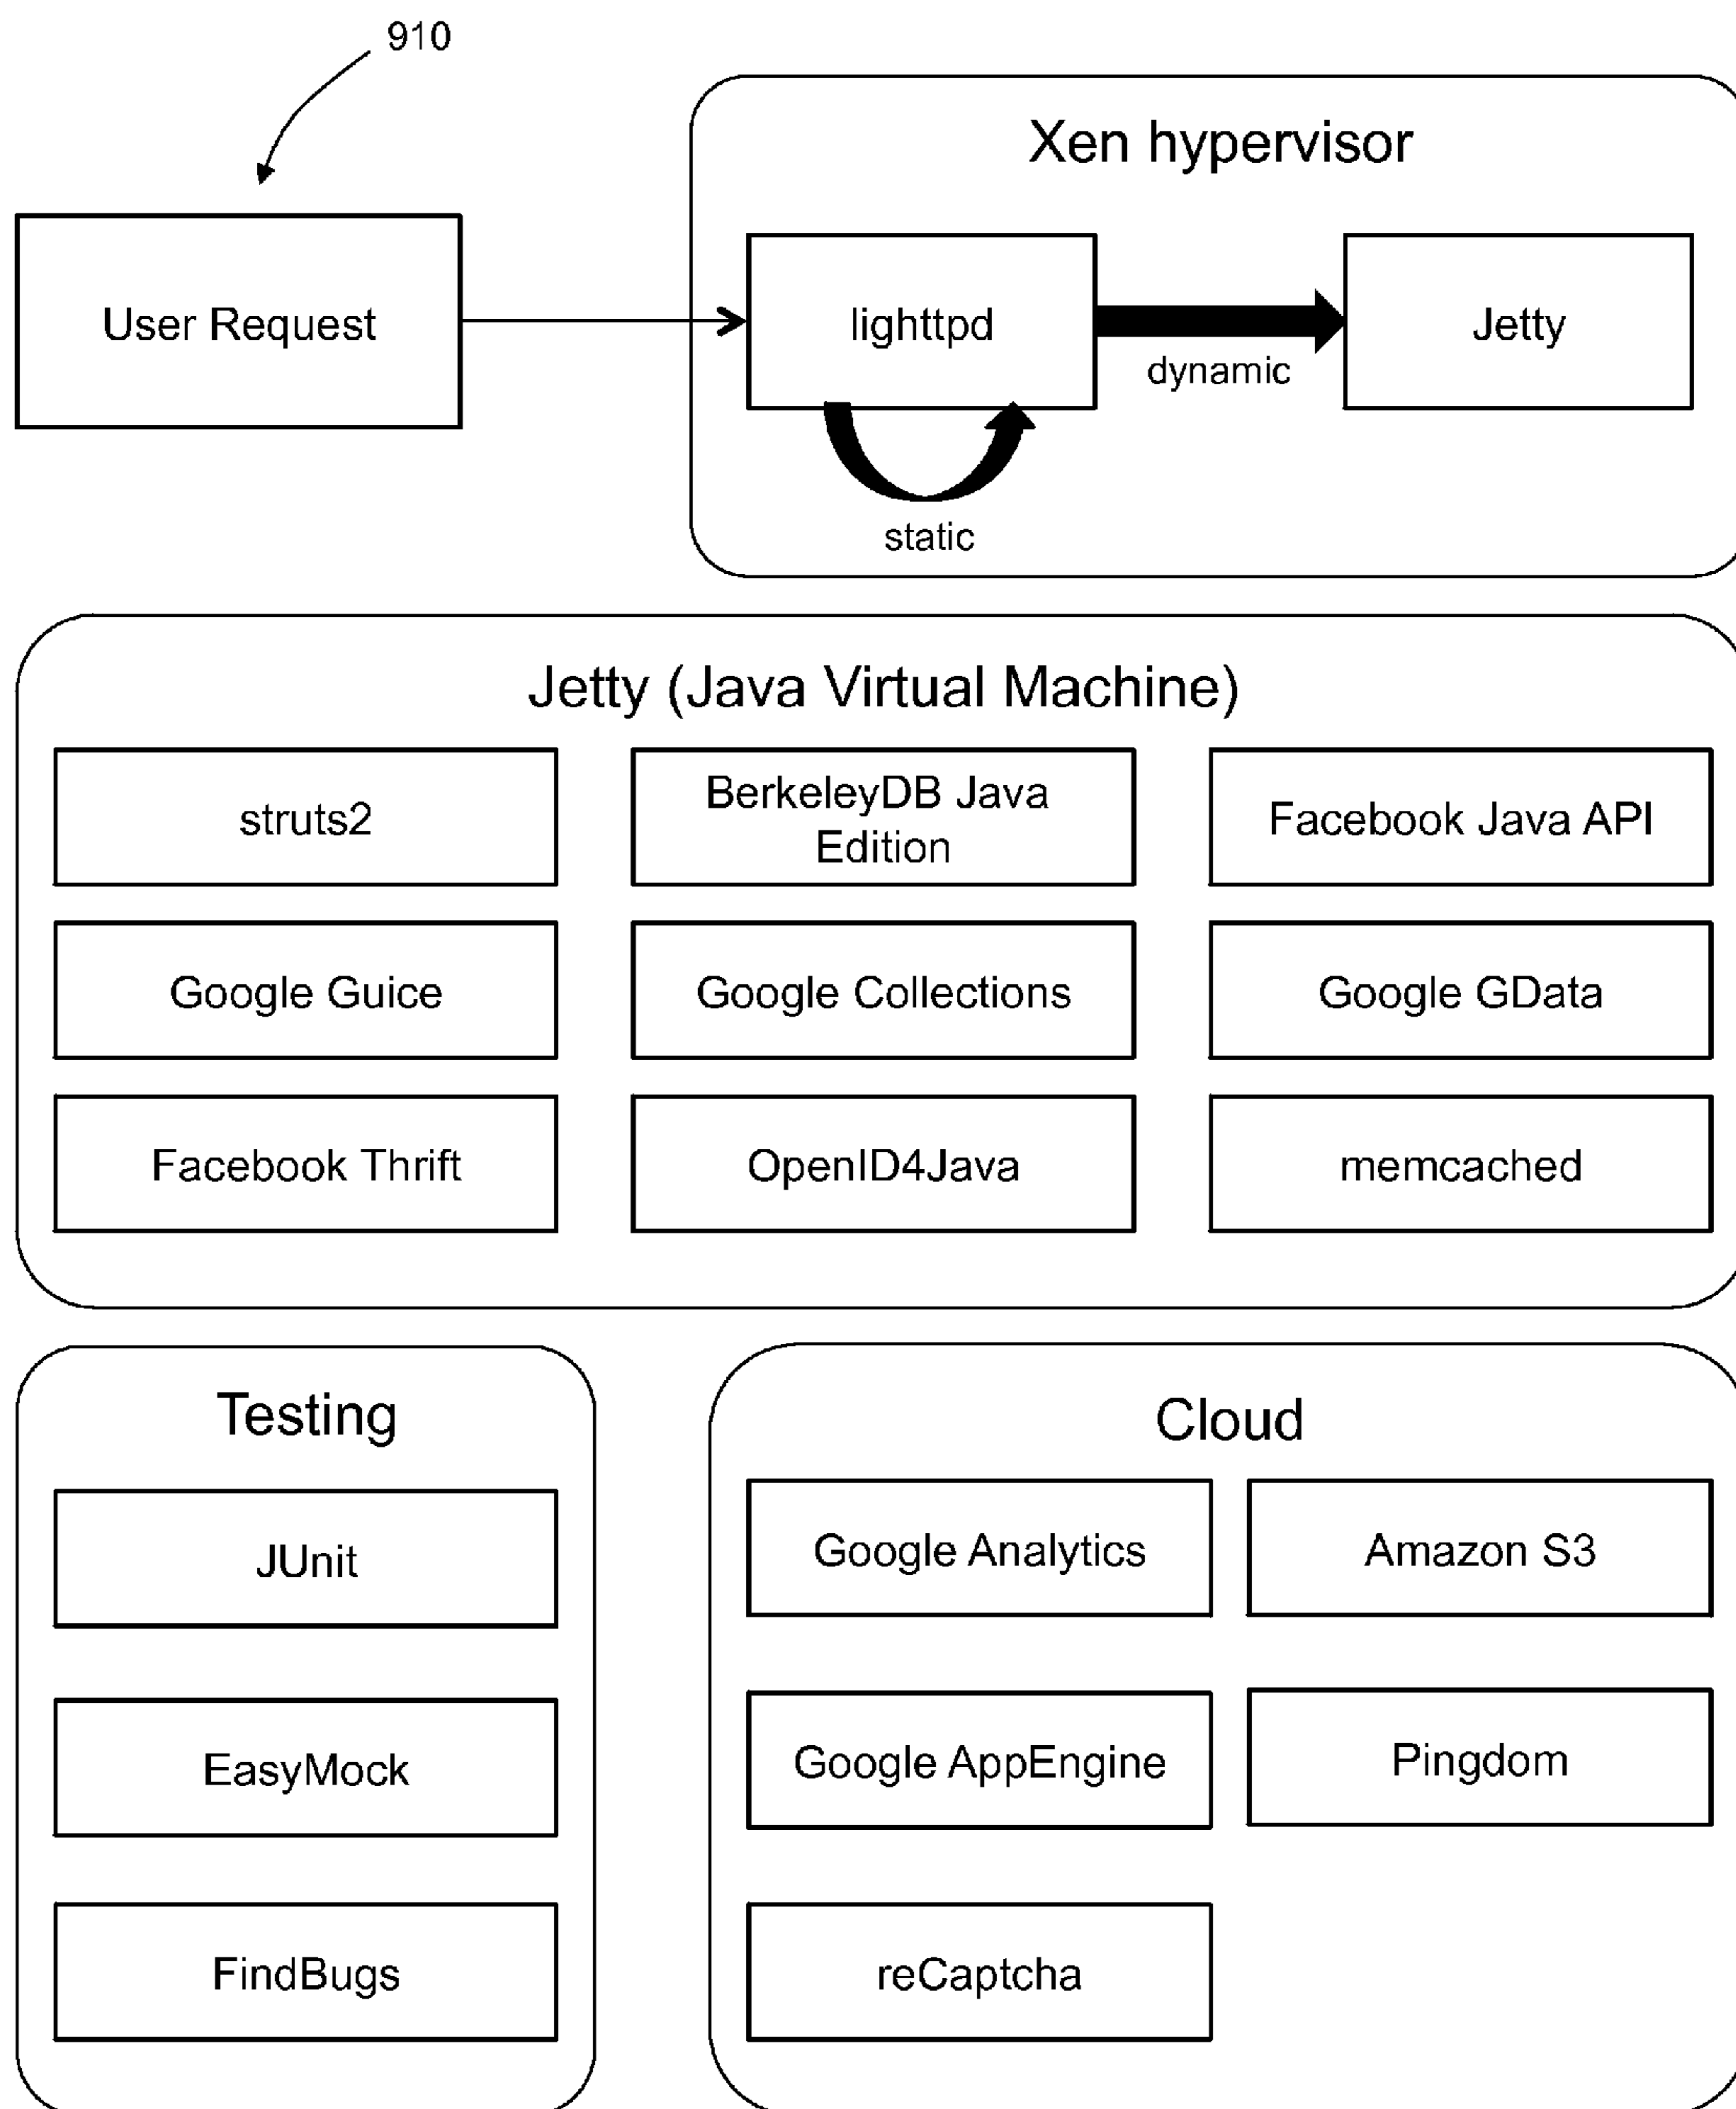 910
Xen hypervisor
User Request
lighttpd
Jetty
dynamic
static
Jetty (Java Virtual Machine)
struts2
BerkeleyDB Java
Edition
Facebook Java API
Google Guice
Google Collections
Google GData
Facebook Thrift
OpenID4Java
memcached
Testing
JUnit
EasyMock
FindBugs
Cloud
Google Analytics
Amazon S3
Google AppEngine
Pingdom
reCaptcha